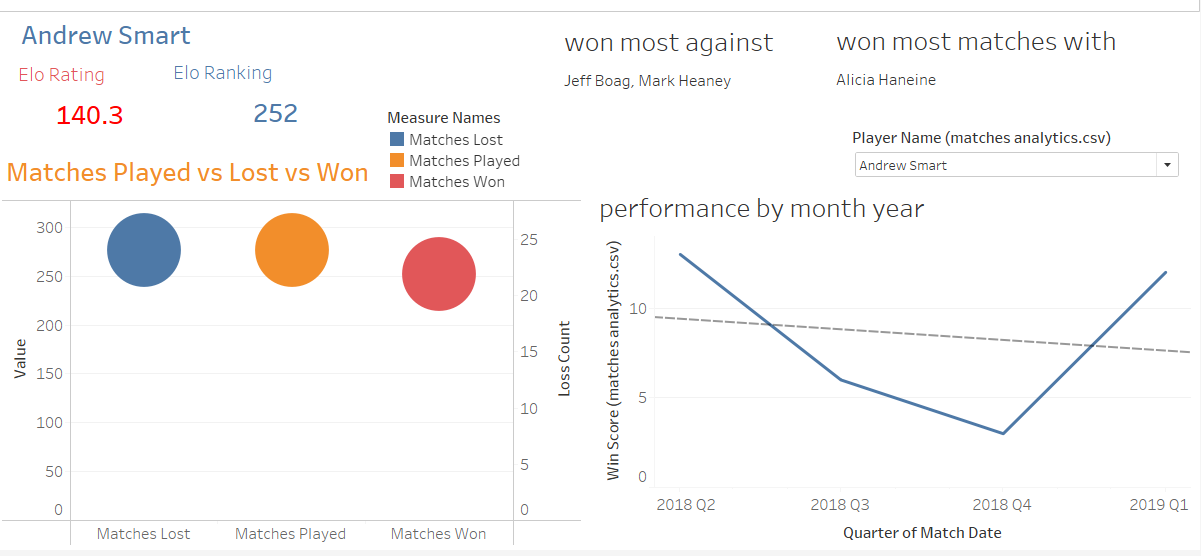 Andrew Smart
Elo Rating
Elo Ranking
140.3
252
won most against
Jeff Boag, Mark Heaney
won most matches with
Alicia Haneine
Measure Names
Matches Lost
Matches Played
Matches Won
Player Name (matches analytics.csv)
Andrew Smart
Matches Played vs Lost vs Won
300
250
200
150
100
50
0
Value
25
20
15
10
5
0
Loss Count
Matches Lost
Matches Played
Matches Won
performance by month year
Win Score (matches analytics.csv)
10
5
0
2018 Q2
2018 Q3
2018 Q4
2019 Q1
Quarter of Match Date